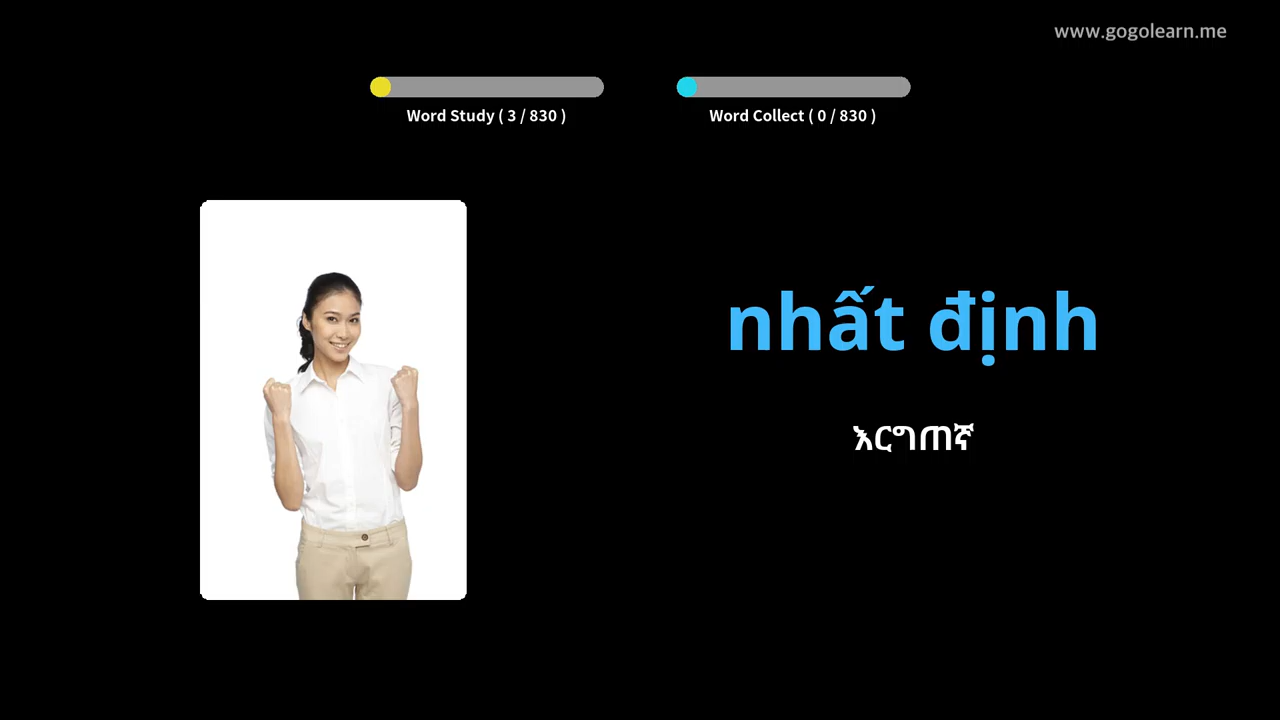 www.gogolearn.me
Word Study ( 3 / 830 )
Word Collect ( 0 / 830 )
nhất định
እርግጠኛ